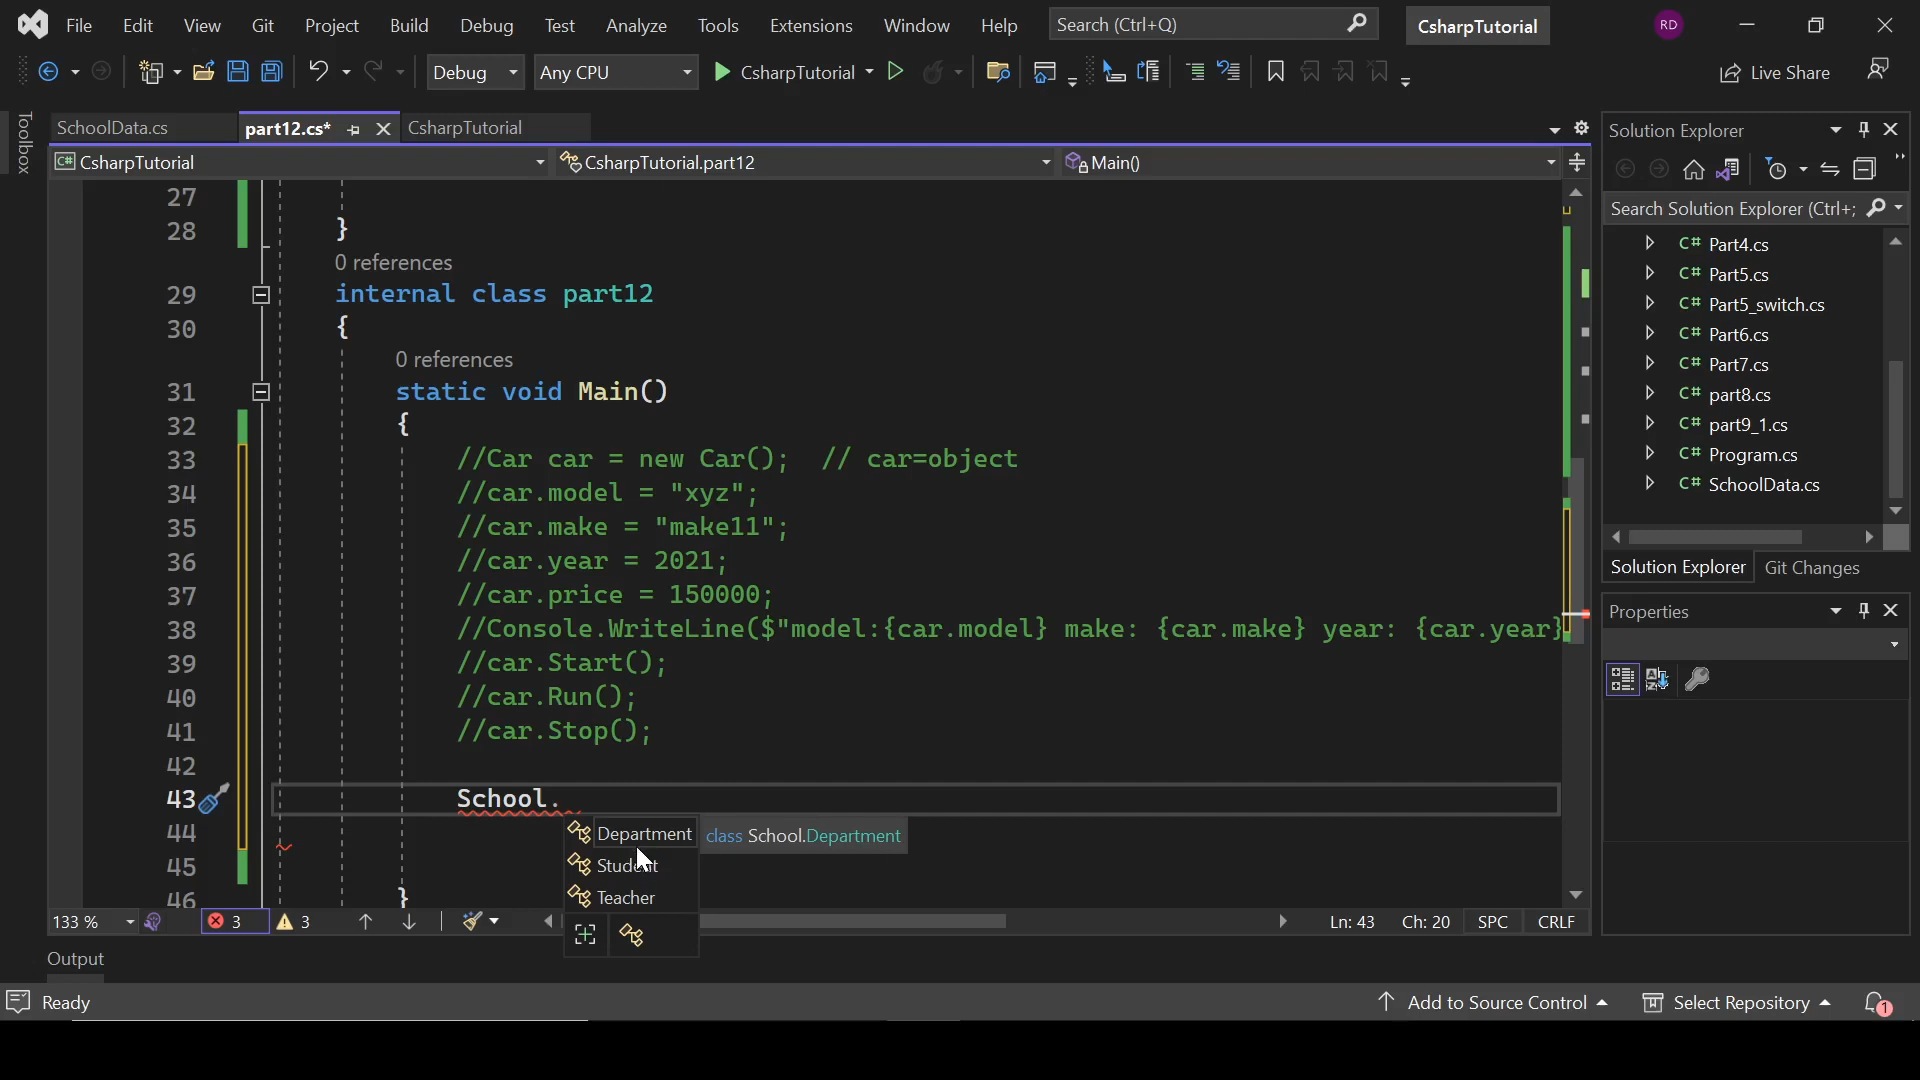 File Edit View Git Project Build Debug Test Analyze Tools Extensions Window Help Search (Ctrl+Q) CsharpTutorial RD
Debug Any CPU CsharpTutorial Live Share
Toolbox
SchoolData.cs part12.cs* CsharpTutorial
C# CsharpTutorial CsharpTutorial.part12 Main()
27
28 }
0 references
29 internal class part12
30 {
0 references
31 static void Main()
32 {
33 //Car car = new Car(); // car=object
34 //car.model = "xyz";
35 //car.make = "make11";
36 //car.year = 2021;
37 //car.price = 150000;
38 //Console.WriteLine($"model:{car.model} make: {car.make} year: {car.year}
39 //car.Start();
40 //car.Run();
41 //car.Stop();
42
43 School.
44
45
46 }
Department class School.Department
Student
Teacher
133 % 3 3 Ln: 43 Ch: 20 SPC CRLF
Solution Explorer
Search Solution Explorer (Ctrl+;
C# Part4.cs
C# Part5.cs
C# Part5_switch.cs
C# Part6.cs
C# Part7.cs
C# part8.cs
C# part9_1.cs
C# Program.cs
C# SchoolData.cs
Solution Explorer Git Changes
Properties
Output
Ready Add to Source Control Select Repository 1